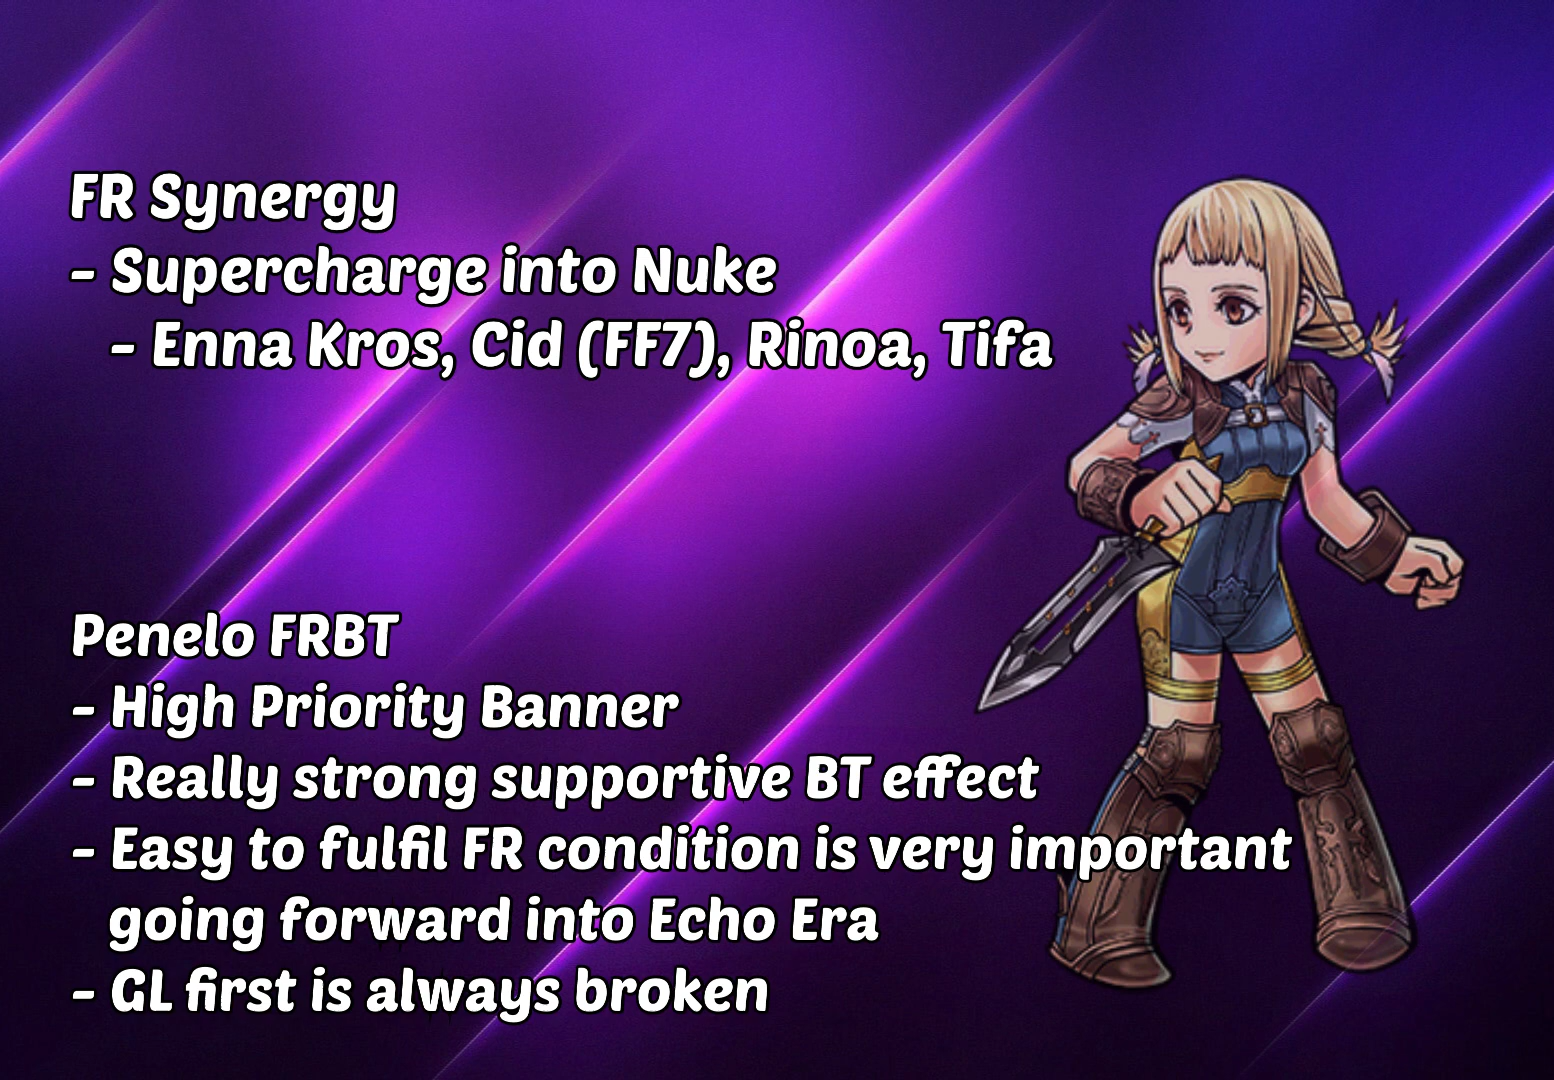 FR Synergy
- Supercharge into Nuke
- Enna Kros, Cid (FF7), Rinoa, Tifa
Penelo FRBT
- High Priority Banner
- Really strong supportive BT effect
- Easy to fulfil FR condition is very important
going forward into Echo Era
- GL first is always broken